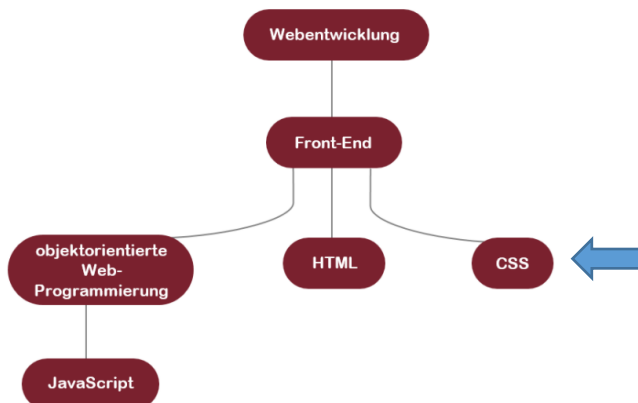 Webentwicklung
Front-End
objektorientierte
Web-
Programmierung
HTML
CSS
JavaScript